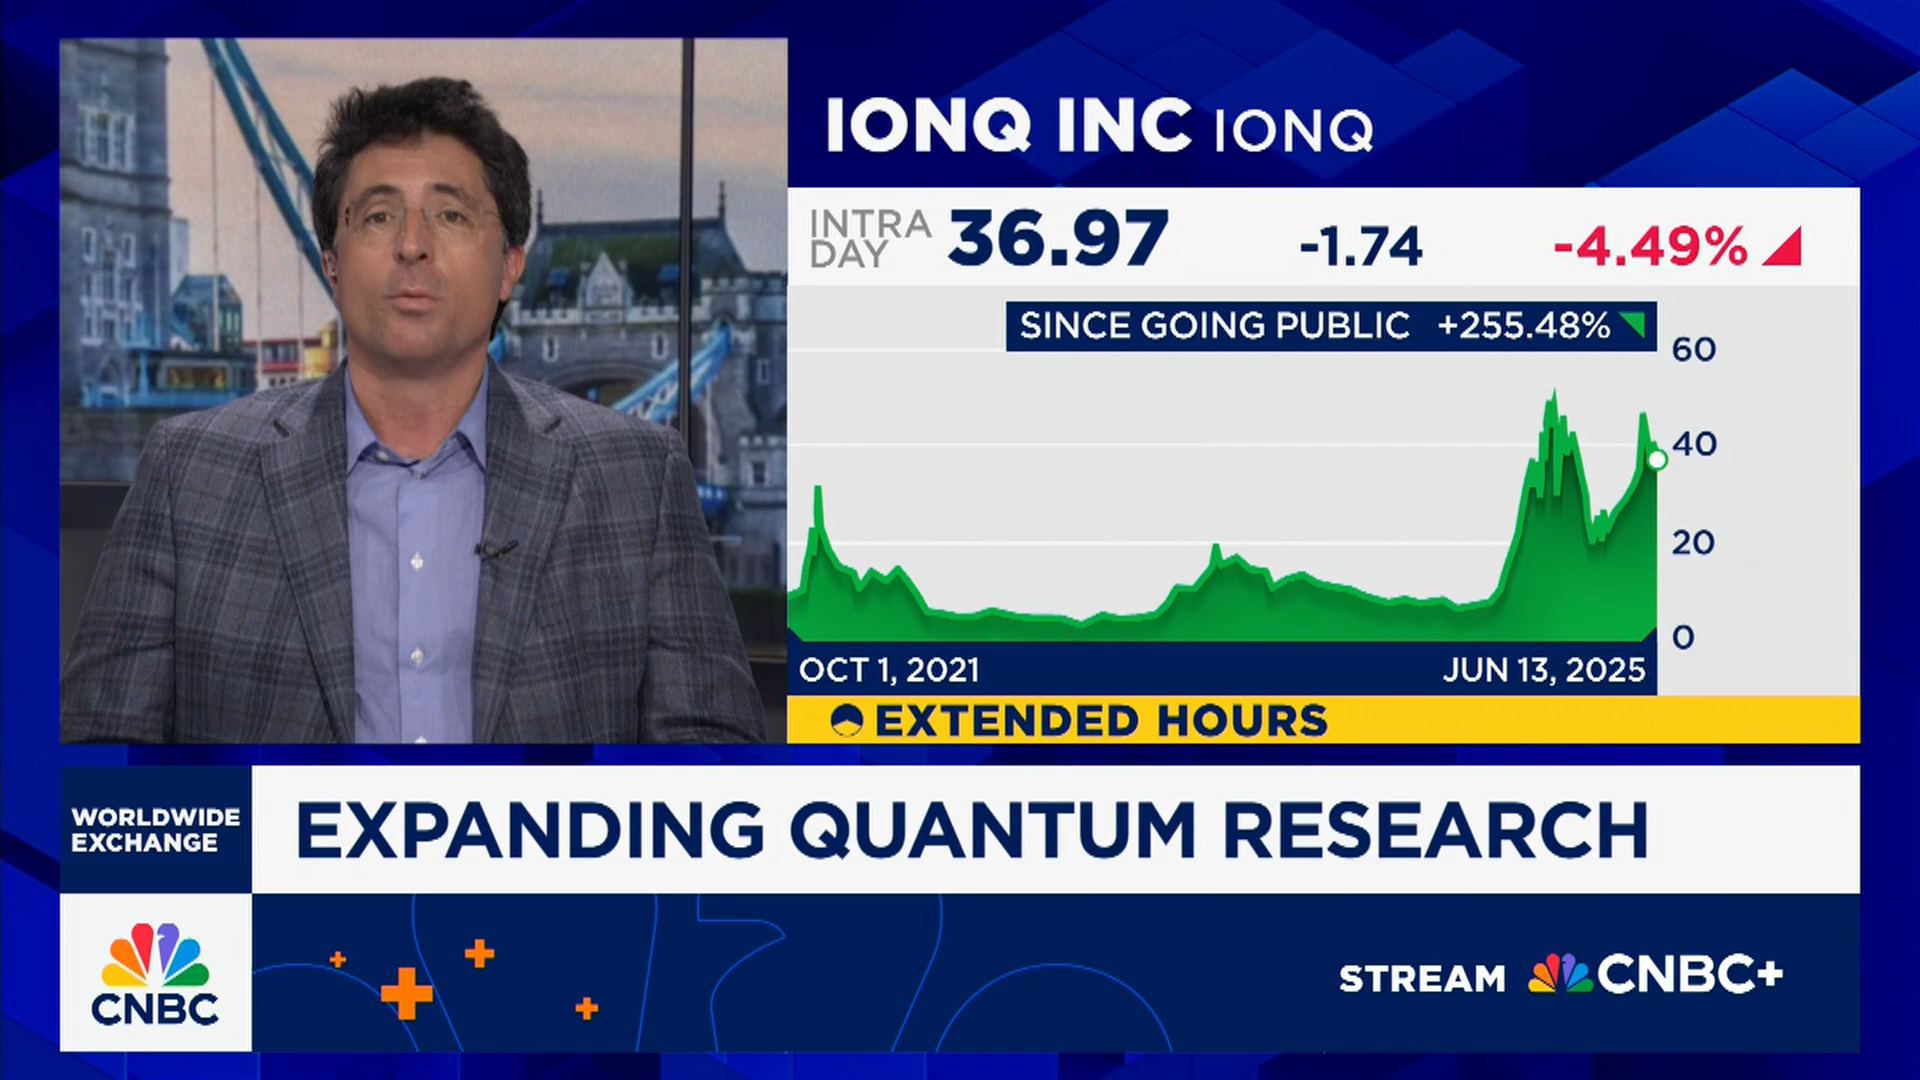 IONQ INC IONQ
INTRA
DAY
36.97 -1.74 -4.49%
SINCE GOING PUBLIC +255.48%
60
40
20
0
OCT 1, 2021 JUN 13, 2025
EXTENDED HOURS
WORLDWIDE
EXCHANGE
EXPANDING QUANTUM RESEARCH
CNBC
STREAM CNBC+